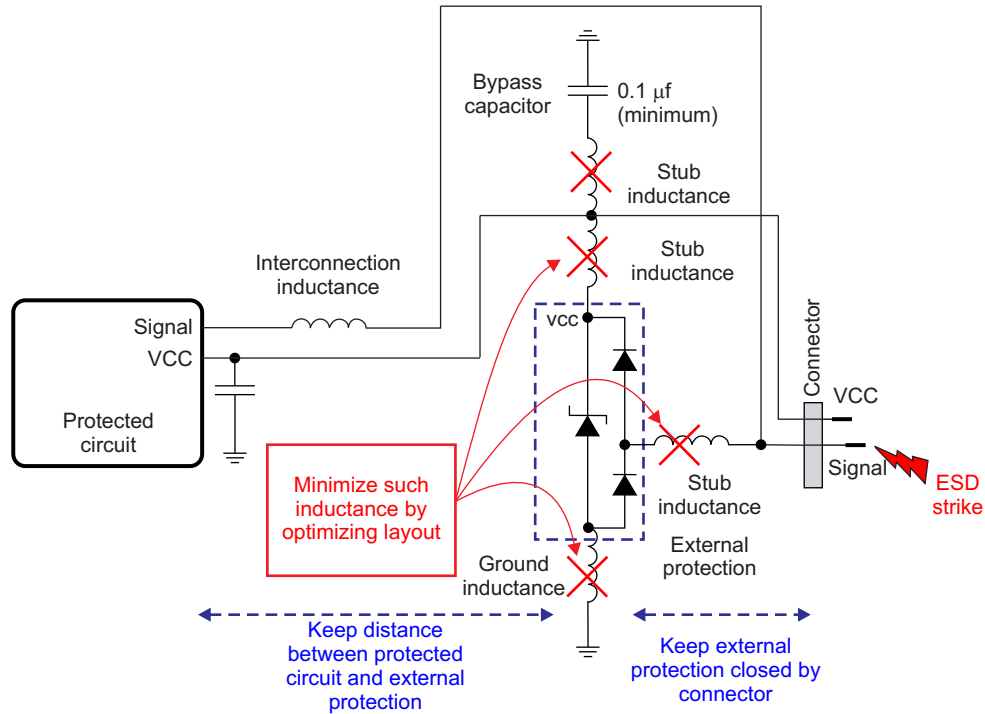 Bypass
capacitor
0.1 μf
(minimum)
Stub
inductance
Stub
inductance
Interconnection
inductance
Signal
VCC
Protected
circuit
vcc
Connector
VCC
Signal
ESD
strike
Minimize such
inductance by
optimizing layout
Stub
inductance
External
protection
Ground
inductance
Keep distance
between protected
circuit and external
protection
Keep external
protection closed by
connector